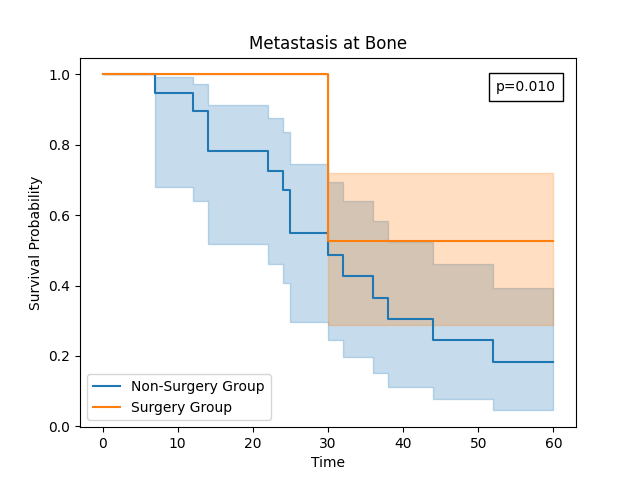 Metastasis at Bone
p=0.010
Survival Probability
1.0
0.8
0.6
0.4
0.2
0.0
Non-Surgery Group
Surgery Group
0 10 20 30 40 50 60
Time